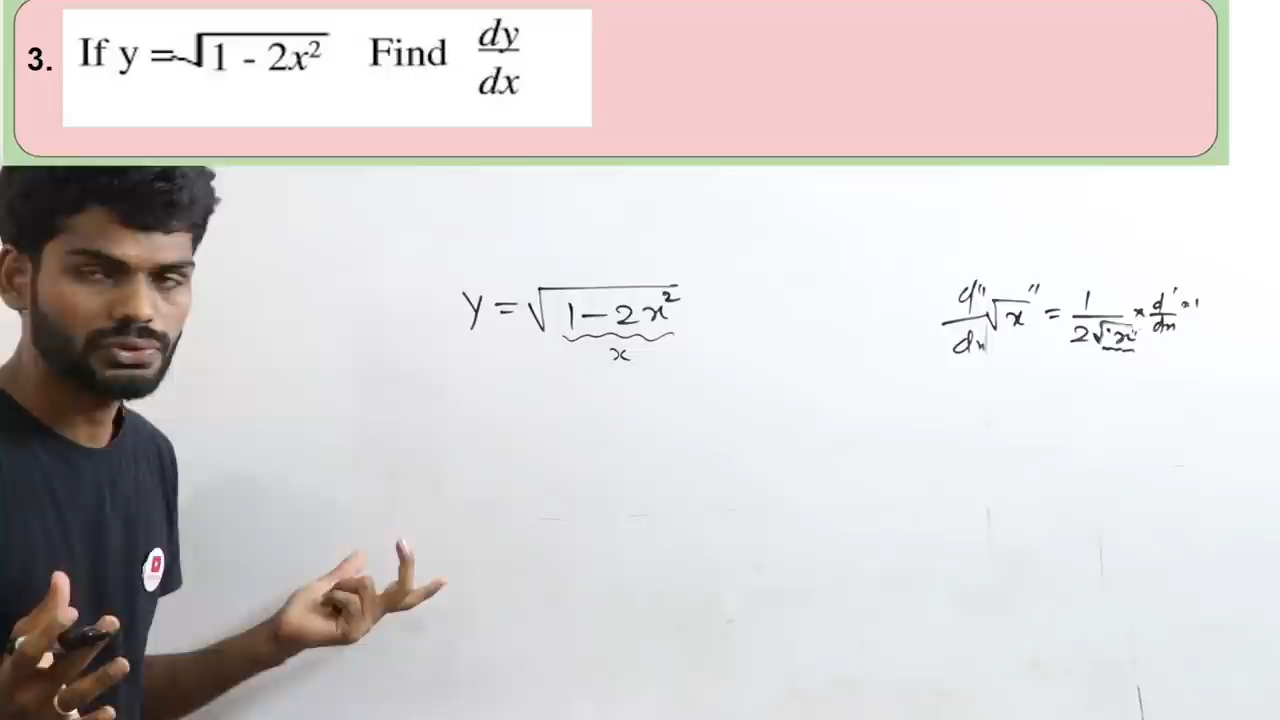 3. If y = √(1 - 2x²) Find dy/dx
y = √(1 - 2x²)
x
d/dx √"x" = 1/(2√"x") × d/dx